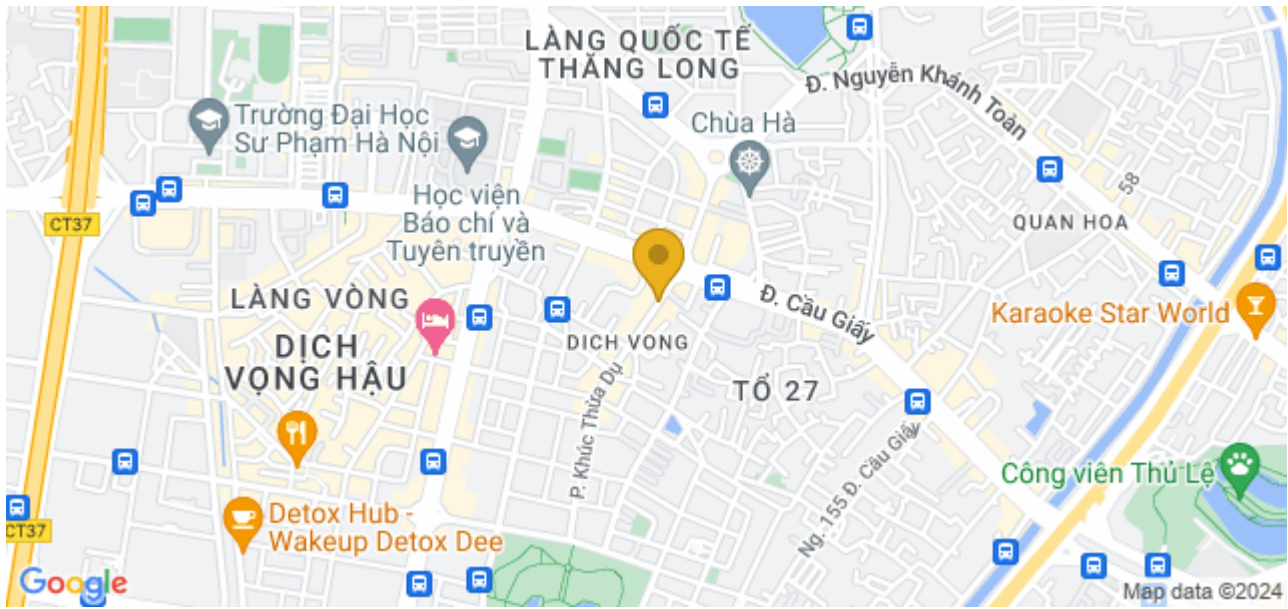 LÀNG QUỐC TẾ
THĂNG LONG
Đ. Nguyễn Khánh Toàn
Trường Đại Học
Sư Phạm Hà Nội
Chùa Hà
58
Học viện
Báo chí và
Tuyên truyền
CT37
QUAN HOA
LÀNG VÒNG
Đ. Cầu Giấy
Karaoke Star World
DỊCH
VỌNG HẬU
DICH VONG
TỔ 27
P. Khúc Thừa Dụ
Ng. 155 Đ. Cầu Giấy
Công viên Thủ Lệ
CT37
Detox Hub -
Wakeup Detox Dee
Google
Map data ©2024